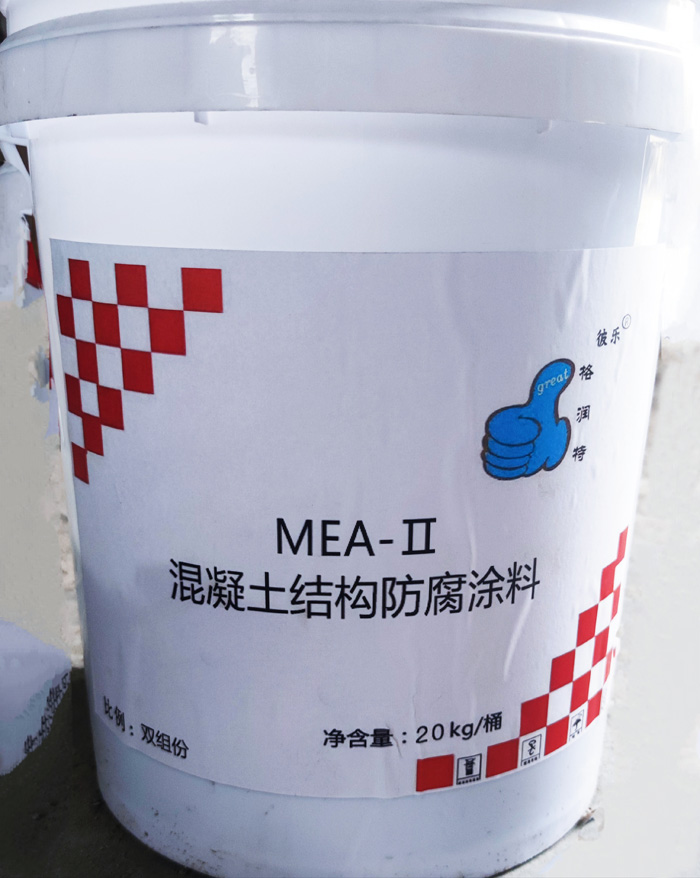 彼乐®
great
格润特
MEA-Ⅱ
混凝土结构防腐涂料
比例：双组份
净含量：20kg/桶